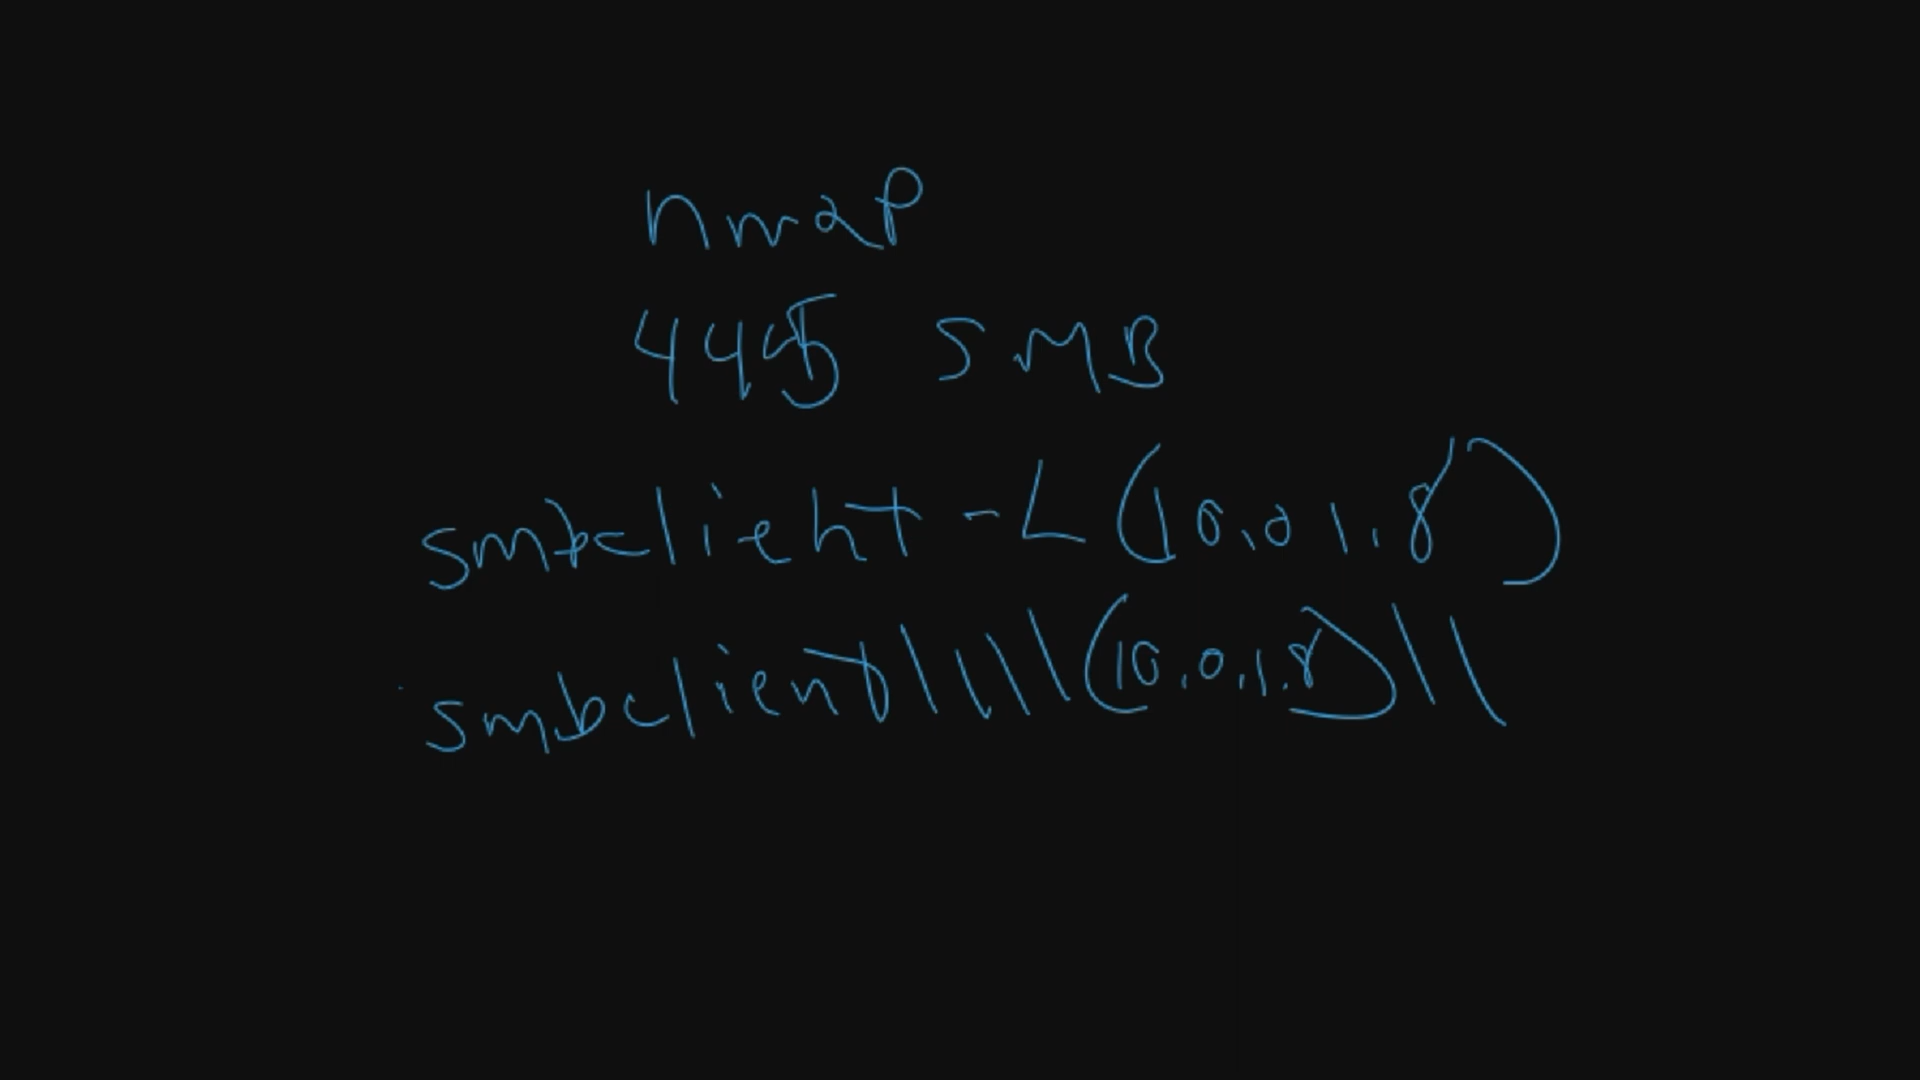 nmap
445 SMB
smbclient -L (10.0.1.8)
smbclient \\\\(10.0.1.8)\\